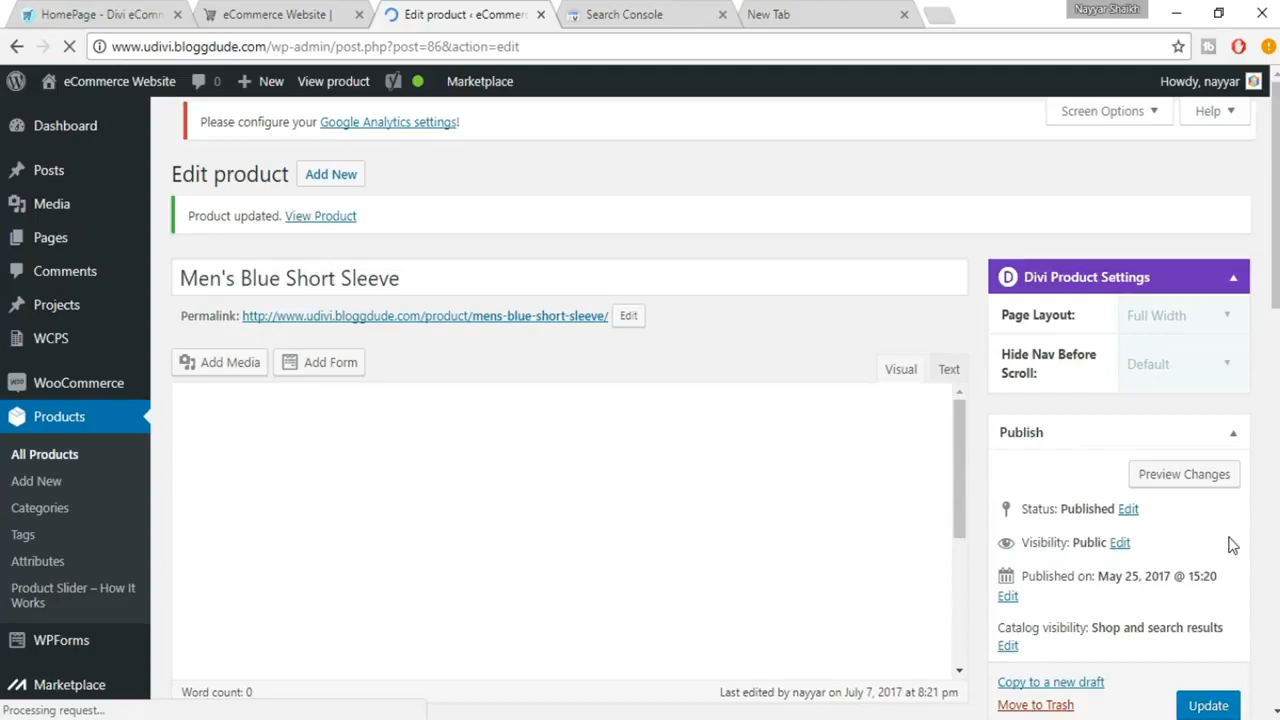 HomePage - Divi eCom
eCommerce Website |
Edit product ‹ eCommer
Search Console
New Tab
Nayyar Shaikh
www.udivi.bloggdude.com/wp-admin/post.php?post=86&action=edit
eCommerce Website
0
New
View product
Marketplace
Howdy, nayyar
Please configure your Google Analytics settings!
Screen Options
Help
Edit product
Add New
Product updated. View Product
Men's Blue Short Sleeve
Permalink: http://www.udivi.bloggdude.com/product/mens-blue-short-sleeve/
Edit
Add Media
Add Form
Visual
Text
Word count: 0
Last edited by nayyar on July 7, 2017 at 8:21 pm
Dashboard
Posts
Media
Pages
Comments
Projects
WCPS
WooCommerce
Products
All Products
Add New
Categories
Tags
Attributes
Product Slider – How It
Works
WPForms
Marketplace
Processing request...
Divi Product Settings
Page Layout:
Full Width
Hide Nav Before
Scroll:
Default
Publish
Preview Changes
Status: Published Edit
Visibility: Public Edit
Published on: May 25, 2017 @ 15:20
Edit
Catalog visibility: Shop and search results
Edit
Copy to a new draft
Move to Trash
Update